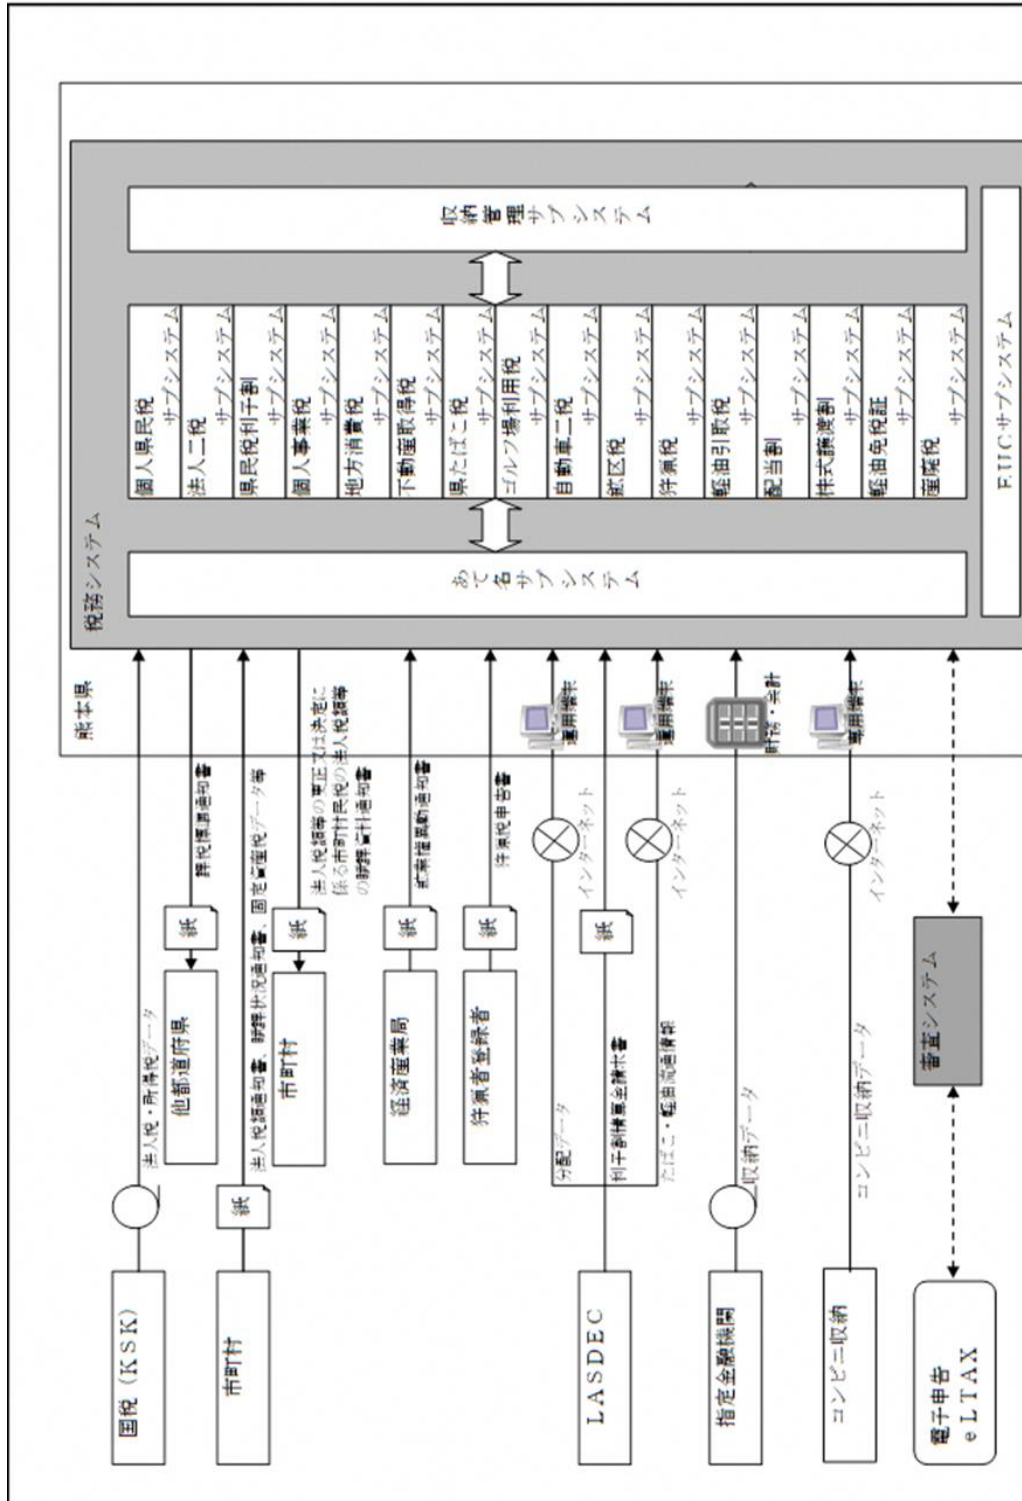 熊本県
税務システム
収納管理サブシステム
個人県民税
サブシステム
法人二税
サブシステム
県民税利子割
サブシステム
個人事業税
サブシステム
地方消費税
サブシステム
不動産取得税
サブシステム
県たばこ税
サブシステム
ゴルフ場利用税
サブシステム
自動車二税
サブシステム
鉱区税
サブシステム
狩猟税
サブシステム
軽油引取税
サブシステム
配当割
サブシステム
株式譲渡割
サブシステム
軽油免税証
サブシステム
産廃税
サブシステム
あて名サブシステム
ＥＵＣサブシステム
国税（ＫＳＫ）
法人税・所得税データ
他都道府県
紙
課税標準通知書
市町村
紙
法人税額通知書、課税状況通知書、固定資産税データ等
市町村
紙
法人税額等の更正又は決定に
係る市町村民税の法人税額等
経済産業局
紙
鉱業権異動通知書
狩猟者登録者
紙
狩猟税申告書
ＬＡＳＤＥＣ
分配データ
インターネット
運用端末
紙
利子割精算金請求書
たばこ・軽油流通情報
インターネット
運用端末
指定金融機関
収納データ
財務・会計
コンビニ収納
コンビニ収納データ
インターネット
専用端末
電子申告
ｅＬＴＡＸ
審査システム